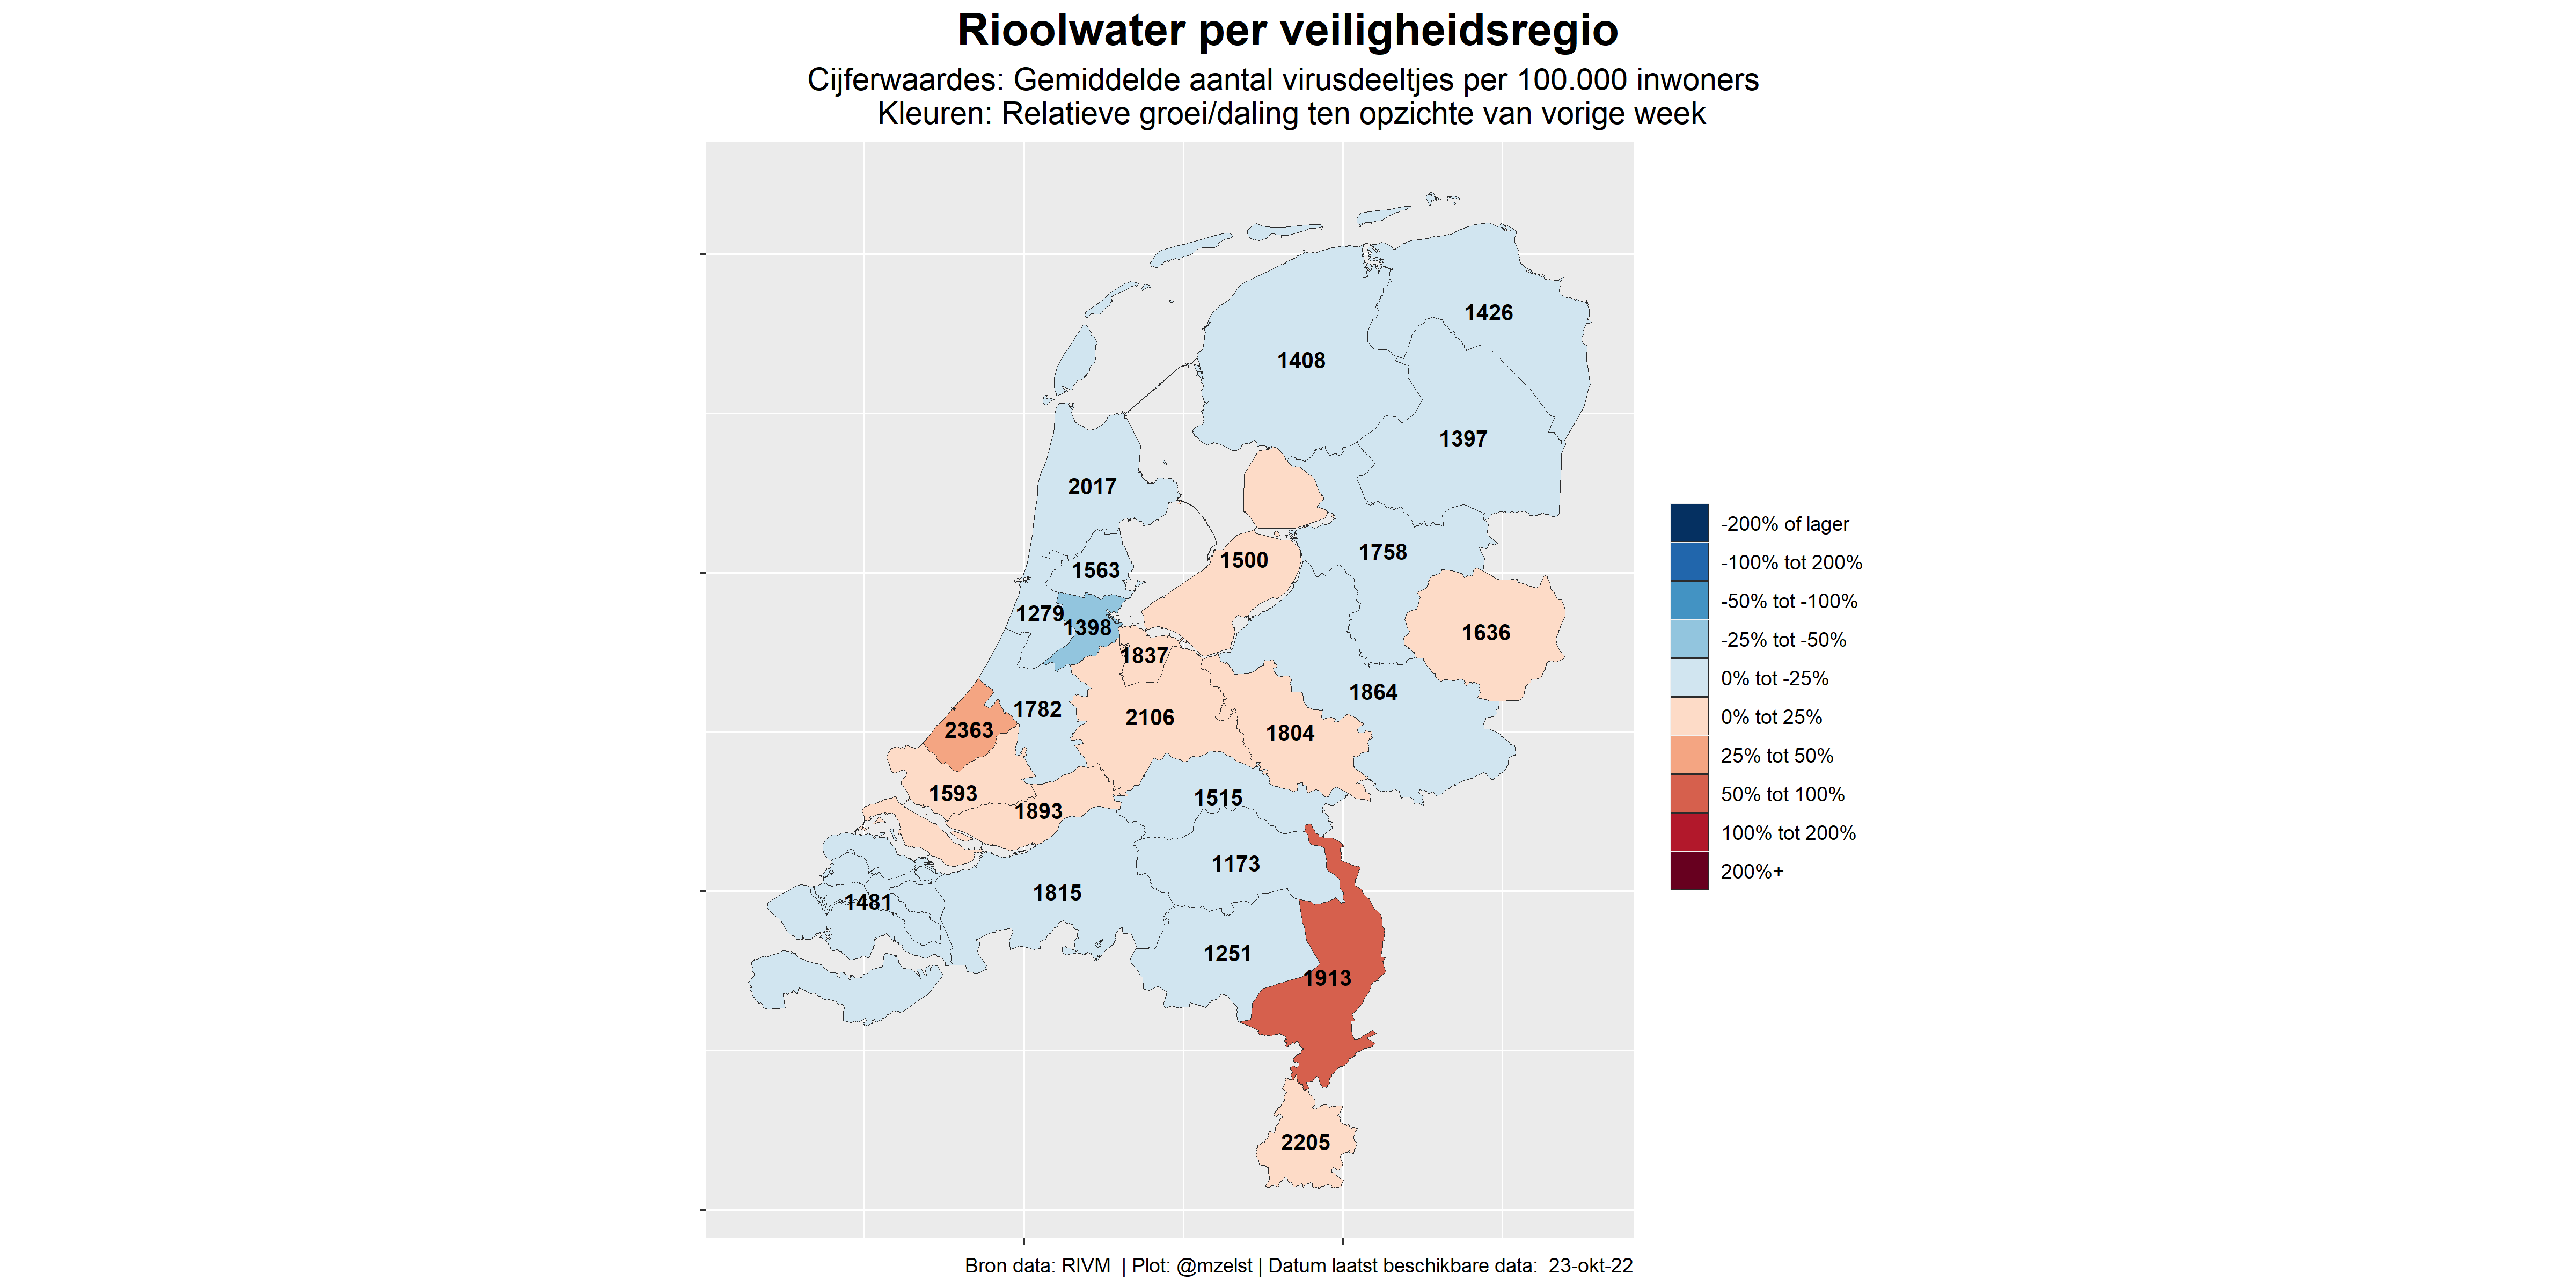 Rioolwater per veiligheidsregio
Cijferwaardes: Gemiddelde aantal virusdeeltjes per 100.000 inwoners
Kleuren: Relatieve groei/daling ten opzichte van vorige week
1426
1408
1397
2017
1758
1500
1563
1279
1398
1636
1837
1864
1782
2106
2363
1804
1593
1515
1893
1173
1815
1481
1251
1913
2205
-200% of lager
-100% tot 200%
-50% tot -100%
-25% tot -50%
0% tot -25%
0% tot 25%
25% tot 50%
50% tot 100%
100% tot 200%
200%+
Bron data: RIVM | Plot: @mzelst | Datum laatst beschikbare data: 23-okt-22